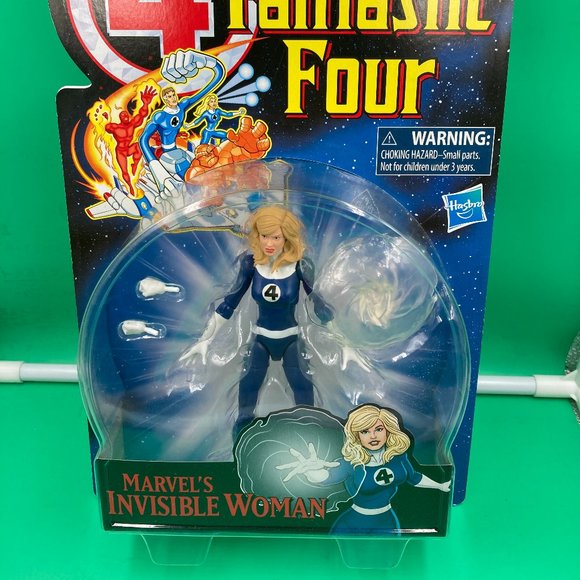 4 Fantastic
Four
⚠ WARNING:
CHOKING HAZARD—Small parts.
Not for children under 3 years.
Hasbro
4
4
MARVEL'S
INVISIBLE WOMAN